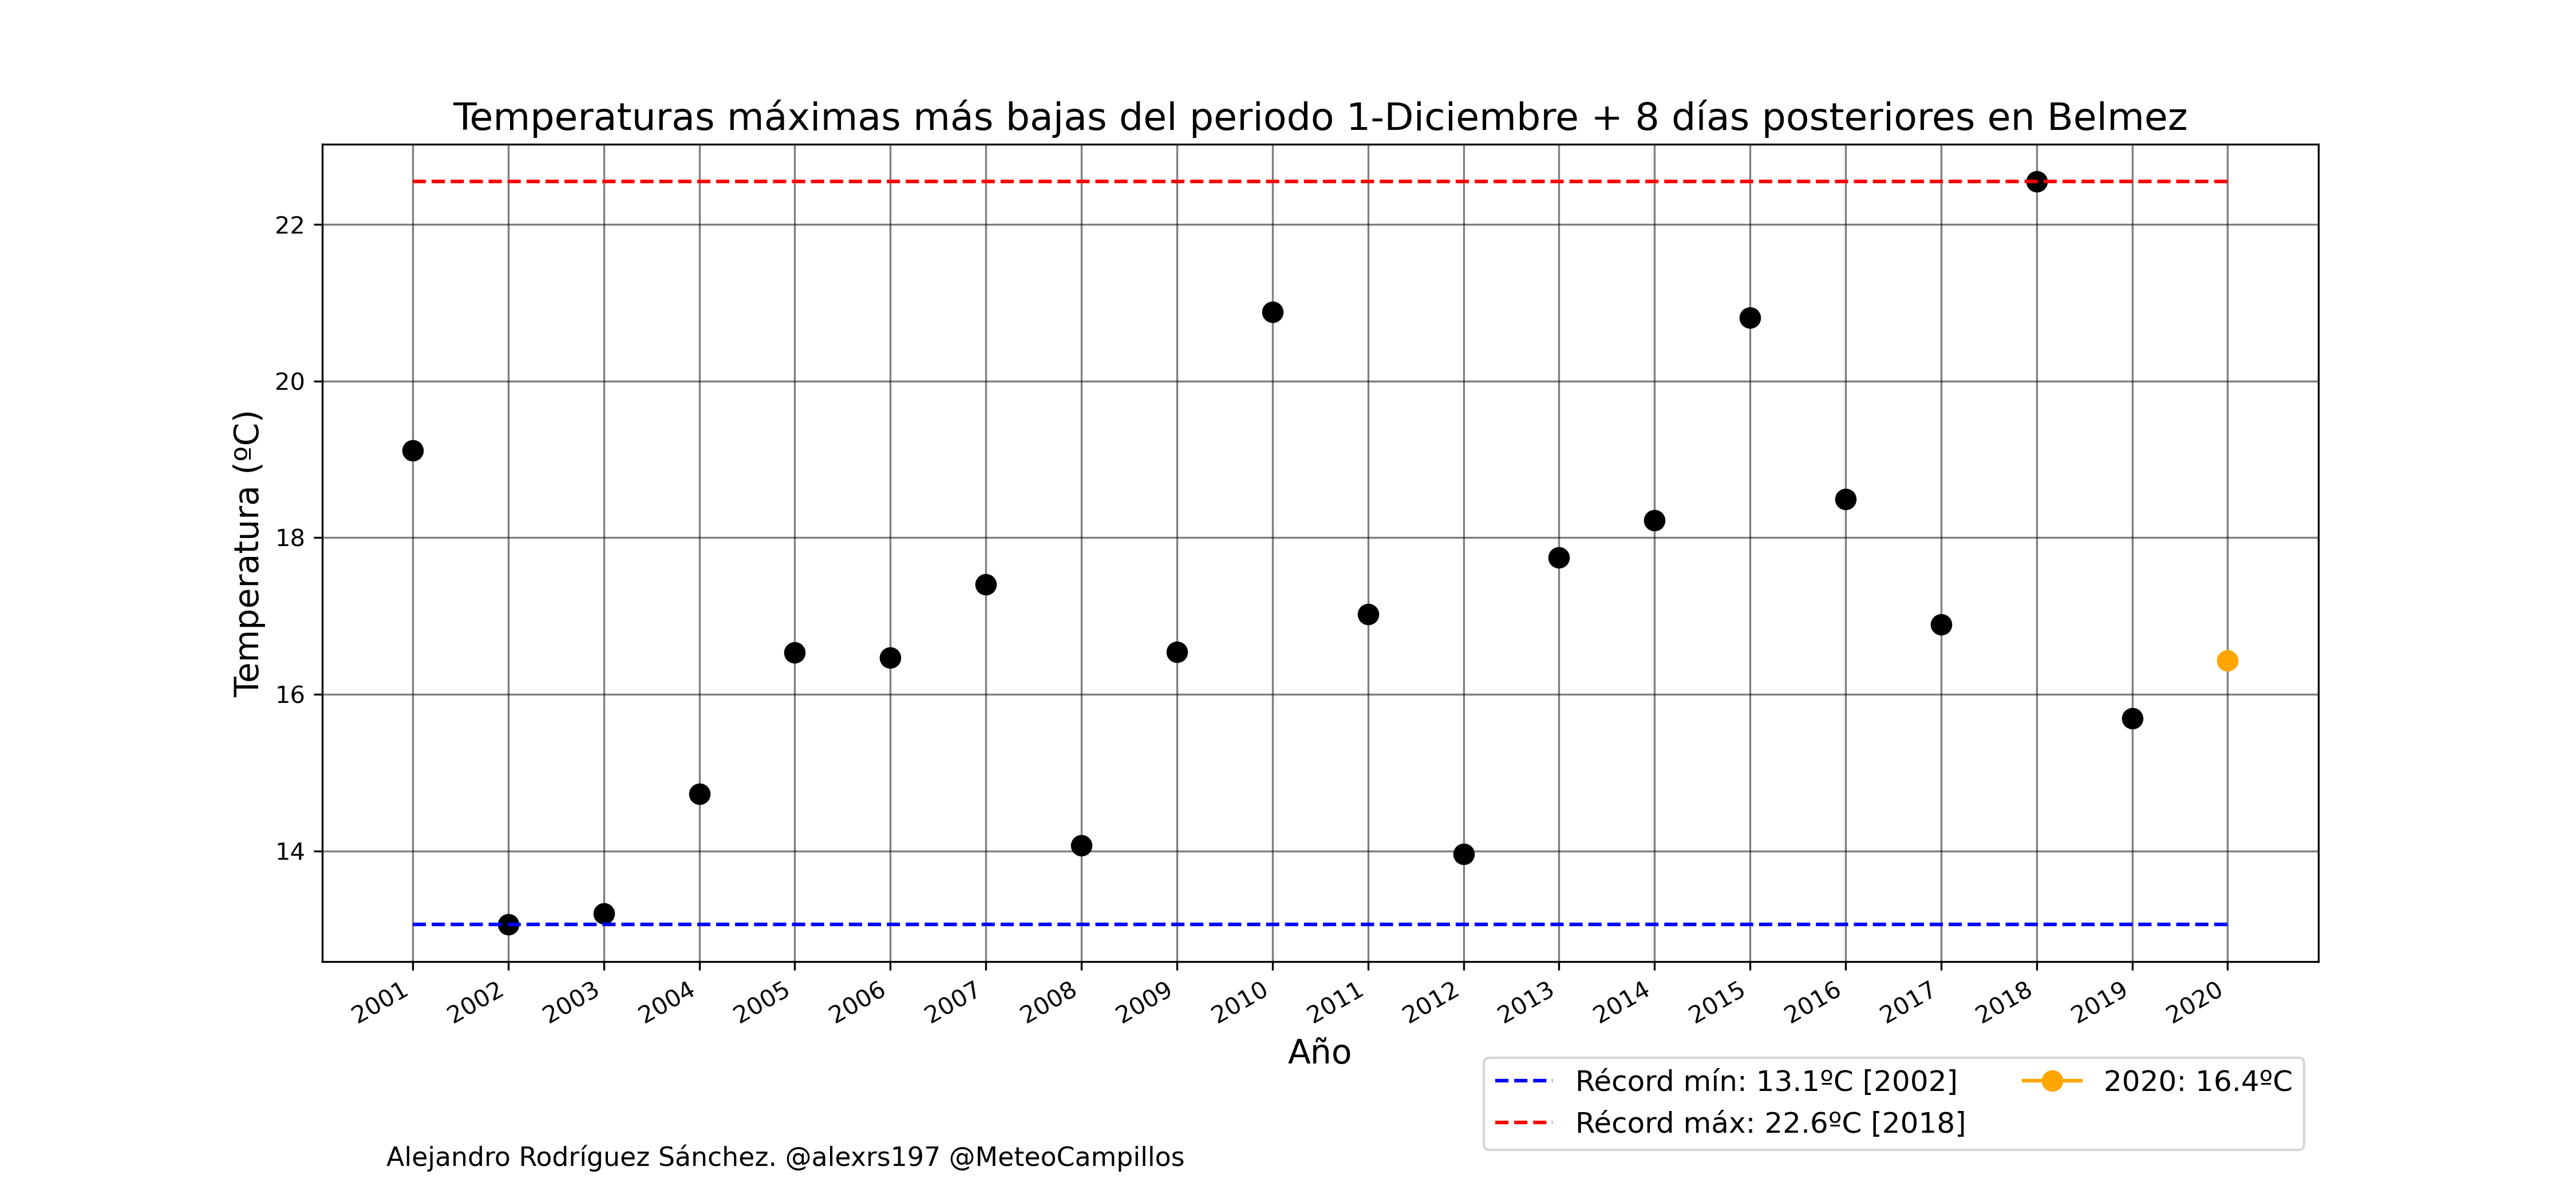 Temperaturas máximas más bajas del periodo 1-Diciembre + 8 días posteriores en Belmez
Temperatura (ºC)
22
20
18
16
14
2001 2002 2003 2004 2005 2006 2007 2008 2009 2010 2011 2012 2013 2014 2015 2016 2017 2018 2019 2020
Año
Récord mín: 13.1ºC [2002]
Récord máx: 22.6ºC [2018]
2020: 16.4ºC
Alejandro Rodríguez Sánchez. @alexrs197 @MeteoCampillos